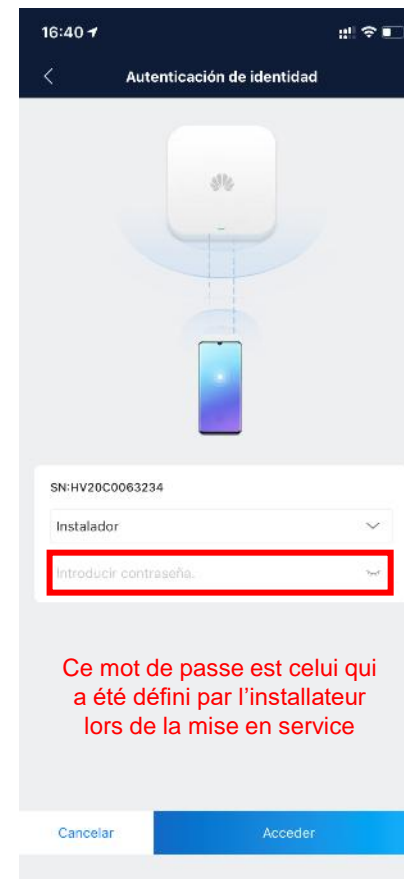 16:40
Autenticación de identidad
SN:HV20C0063234
Instalador
Introducir contraseña.
Ce mot de passe est celui qui
a été défini par l’installateur
lors de la mise en service
Cancelar
Acceder